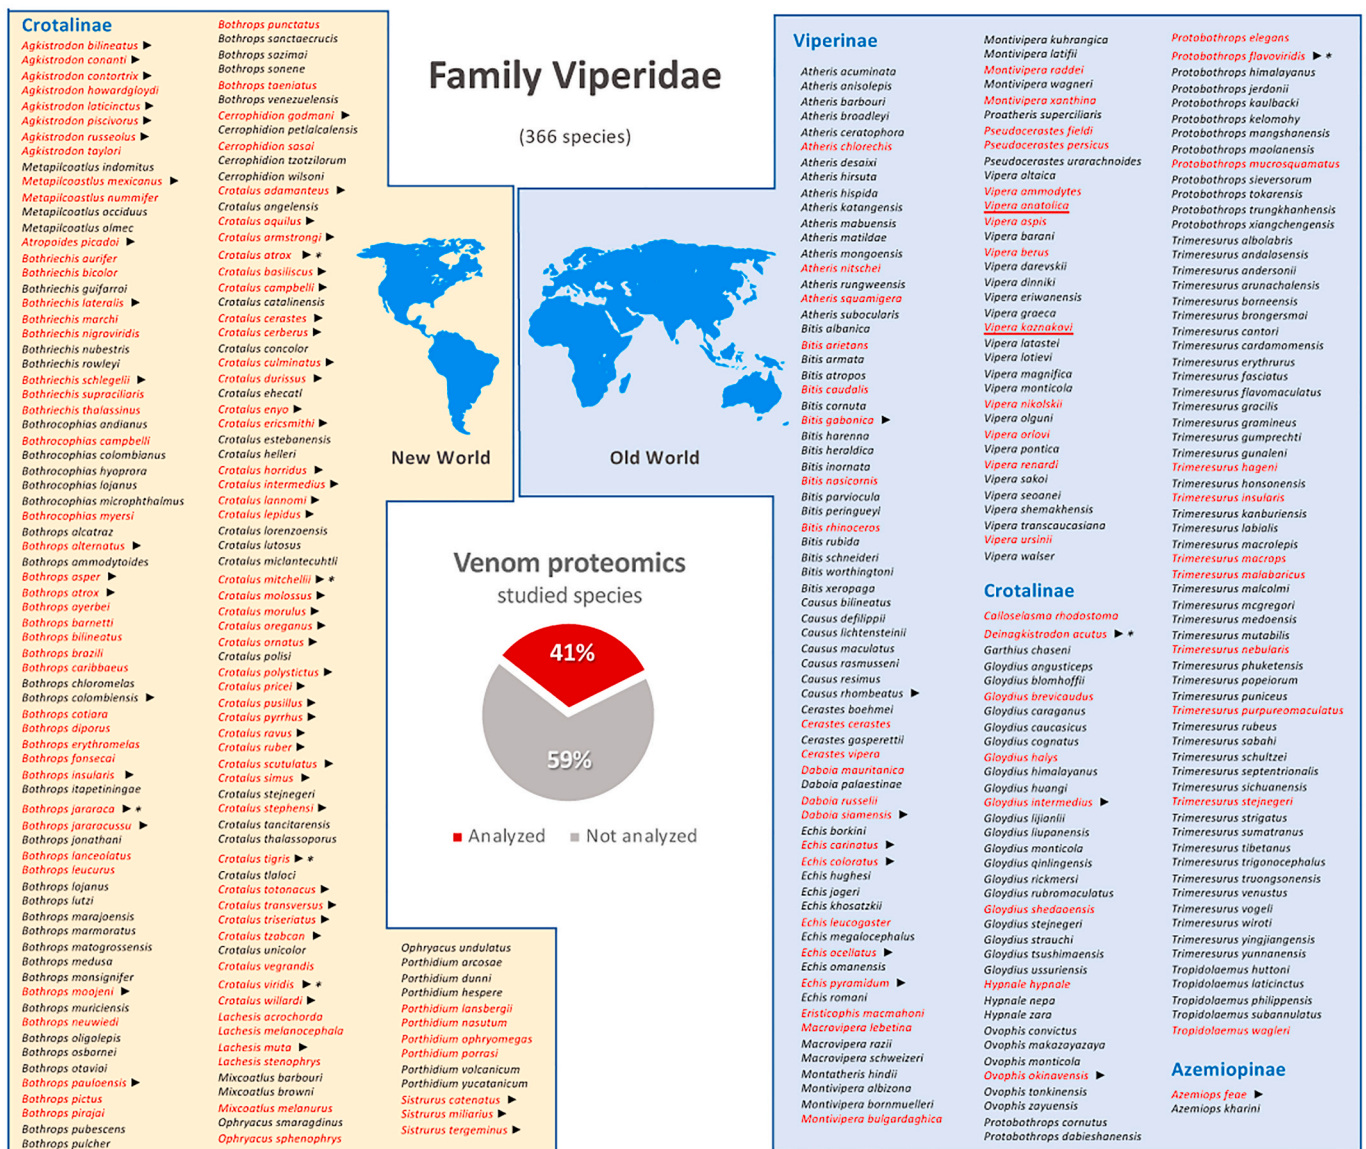 Crotalinae
Agkistrodon bilineatus ►
Agkistrodon conanti ►
Agkistrodon contortrix ►
Agkistrodon howardgloydi
Agkistrodon laticinctus ►
Agkistrodon piscivorus ►
Agkistrodon russeolus ►
Agkistrodon taylori
Metapilcoatlus indomitus
Metapilcoastlus mexicanus ►
Metapilcoastlus nummifer
Metapilcoatlus occiduus
Metapilcoatlus olmec
Atropoides picadoi ►
Bothriechis aurifer
Bothriechis bicolor
Bothriechis guifarroi
Bothriechis lateralis ►
Bothriechis marchi
Bothriechis nigroviridis
Bothriechis nubestris
Bothriechis rowleyi
Bothriechis schlegelii ►
Bothriechis supraciliaris
Bothriechis thalassinus
Bothrocophias andianus
Bothrocophias campbelli
Bothrocophias colombianus
Bothrocophias hyoprora
Bothrocophias lojanus
Bothrocophias microphthalmus
Bothrocophias myersi
Bothrops alcatraz
Bothrops alternatus ►
Bothrops ammodytoides
Bothrops asper ►
Bothrops atrox ►
Bothrops ayerbei
Bothrops barnetti
Bothrops bilineatus
Bothrops brazili
Bothrops caribbaeus
Bothrops chloromelas
Bothrops colombiensis ►
Bothrops cotiara
Bothrops diporus
Bothrops erythromelas
Bothrops fonsecai
Bothrops insularis ►
Bothrops itapetiningae
Bothrops jararaca ► *
Bothrops jararacussu ►
Bothrops jonathani
Bothrops lanceolatus
Bothrops leucurus
Bothrops lojanus
Bothrops lutzi
Bothrops marajoensis
Bothrops marmoratus
Bothrops matogrossensis
Bothrops medusa
Bothrops monsignifer
Bothrops moojeni ►
Bothrops muriciensis
Bothrops neuwiedi
Bothrops oligolepis
Bothrops osbornei
Bothrops otavioi
Bothrops pauloensis ►
Bothrops pictus
Bothrops pirajai
Bothrops pubescens
Bothrops pulcher
Bothrops punctatus
Bothrops sanctaecrucis
Bothrops sazimai
Bothrops sonene
Bothrops taeniatus
Bothrops venezuelensis
Cerrophidion godmani ►
Cerrophidion petlalcalensis
Cerrophidion sasai
Cerrophidion tzotzilorum
Cerrophidion wilsoni
Crotalus adamanteus ►
Crotalus angelensis
Crotalus aquilus ►
Crotalus armstrongi ►
Crotalus atrox ► *
Crotalus basiliscus ►
Crotalus campbelli ►
Crotalus catalinensis
Crotalus cerastes ►
Crotalus cerberus ►
Crotalus concolor
Crotalus culminatus ►
Crotalus durissus ►
Crotalus ehecatl
Crotalus enyo ►
Crotalus ericsmithi ►
Crotalus estebanensis
Crotalus helleri
Crotalus horridus ►
Crotalus intermedius ►
Crotalus lannomi ►
Crotalus lepidus ►
Crotalus lorenzoensis
Crotalus lutosus
Crotalus miclantecuhtli
Crotalus mitchellii ► *
Crotalus molossus ►
Crotalus morulus ►
Crotalus oreganus ►
Crotalus ornatus ►
Crotalus polisi
Crotalus polystictus ►
Crotalus pricei ►
Crotalus pusillus ►
Crotalus pyrrhus ►
Crotalus ravus ►
Crotalus ruber ►
Crotalus scutulatus ►
Crotalus simus ►
Crotalus stejnegeri
Crotalus stephensi ►
Crotalus tancitarensis
Crotalus thalassoporus
Crotalus tigris ► *
Crotalus tlaloci
Crotalus totonacus ►
Crotalus transversus ►
Crotalus triseriatus ►
Crotalus tzabcan ►
Crotalus unicolor
Crotalus vegrandis
Crotalus viridis ► *
Crotalus willardi ►
Lachesis acrochorda
Lachesis melanocephala
Lachesis muta ►
Lachesis stenophrys
Mixcoatlus barbouri
Mixcoatlus browni
Mixcoatlus melanurus
Ophryacus smaragdinus
Ophryacus sphenophrys
Ophryacus undulatus
Porthidium arcosae
Porthidium dunni
Porthidium hespere
Porthidium lansbergii
Porthidium nasutum
Porthidium ophryomegas
Porthidium porrasi
Porthidium volcanicum
Porthidium yucatanicum
Sistrurus catenatus ►
Sistrurus miliarius ►
Sistrurus tergeminus ►
Family Viperidae
(366 species)
New World
Old World
Venom proteomics
studied species
41%
59%
Analyzed Not analyzed
Viperinae
Atheris acuminata
Atheris anisolepis
Atheris barbouri
Atheris broadleyi
Atheris ceratophora
Atheris chlorechis
Atheris desaixi
Atheris hirsuta
Atheris hispida
Atheris katangensis
Atheris mabuensis
Atheris matildae
Atheris mongoensis
Atheris nitschei
Atheris rungweensis
Atheris squamigera
Atheris subocularis
Bitis albanica
Bitis arietans
Bitis armata
Bitis atropos
Bitis caudalis
Bitis cornuta
Bitis gabonica ►
Bitis harenna
Bitis heraldica
Bitis inornata
Bitis nasicornis
Bitis parviocula
Bitis peringueyi
Bitis rhinoceros
Bitis rubida
Bitis schneideri
Bitis worthingtoni
Bitis xeropaga
Causus bilineatus
Causus defilippii
Causus lichtensteinii
Causus maculatus
Causus rasmusseni
Causus resimus
Causus rhombeatus ►
Cerastes boehmei
Cerastes cerastes
Cerastes gasperettii
Cerastes vipera
Daboia mauritanica
Daboia palaestinae
Daboia russelii
Daboia siamensis ►
Echis borkini
Echis carinatus ►
Echis coloratus ►
Echis hughesi
Echis jogeri
Echis khosatzkii
Echis leucogaster
Echis megalocephalus
Echis ocellatus ►
Echis omanensis
Echis pyramidum ►
Echis romani
Eristicophis macmahoni
Macrovipera lebetina
Macrovipera razii
Macrovipera schweizeri
Montatheris hindii
Montivipera albizona
Montivipera bornmuelleri
Montivipera bulgardaghica
Montivipera kuhrangica
Montivipera latifii
Montivipera raddei
Montivipera wagneri
Montivipera xanthina
Proatheris superciliaris
Pseudocerastes fieldi
Pseudocerastes persicus
Pseudocerastes urarachnoides
Vipera altaica
Vipera ammodytes
Vipera anatolica
Vipera aspis
Vipera barani
Vipera berus
Vipera darevskii
Vipera dinniki
Vipera eriwanensis
Vipera graeca
Vipera kaznakovi
Vipera latastei
Vipera lotievi
Vipera magnifica
Vipera monticola
Vipera nikolskii
Vipera olguni
Vipera orlovi
Vipera pontica
Vipera renardi
Vipera sakoi
Vipera seoanei
Vipera shemakhensis
Vipera transcaucasiana
Vipera ursinii
Vipera walser
Crotalinae
Calloselasma rhodostoma
Deinagkistrodon acutus ► *
Garthius chaseni
Gloydius angusticeps
Gloydius blomhoffii
Gloydius brevicaudus
Gloydius caraganus
Gloydius caucasicus
Gloydius cognatus
Gloydius halys
Gloydius himalayanus
Gloydius huangi
Gloydius intermedius ►
Gloydius lijianlii
Gloydius liupanensis
Gloydius monticola
Gloydius qinlingensis
Gloydius rickmersi
Gloydius rubromaculatus
Gloydius shedaoensis
Gloydius stejnegeri
Gloydius strauchi
Gloydius tsushimaensis
Gloydius ussuriensis
Hypnale hypnale
Hypnale nepa
Hypnale zara
Ovophis convictus
Ovophis makazayazaya
Ovophis monticola
Ovophis okinavensis ►
Ovophis tonkinensis
Ovophis zayuensis
Protobothrops cornutus
Protobothrops dabieshanensis
Protobothrops elegans
Protobothrops flavoviridis ► *
Protobothrops himalayanus
Protobothrops jerdonii
Protobothrops kaulbacki
Protobothrops kelomohy
Protobothrops mangshanensis
Protobothrops maolanensis
Protobothrops mucrosquamatus
Protobothrops sieversorum
Protobothrops tokarensis
Protobothrops trungkhanhensis
Protobothrops xiangchengensis
Trimeresurus albolabris
Trimeresurus andalasensis
Trimeresurus andersonii
Trimeresurus arunachalensis
Trimeresurus borneensis
Trimeresurus brongersmai
Trimeresurus cantori
Trimeresurus cardamomensis
Trimeresurus erythrurus
Trimeresurus fasciatus
Trimeresurus flavomaculatus
Trimeresurus gracilis
Trimeresurus gramineus
Trimeresurus gumprechti
Trimeresurus gunaleni
Trimeresurus hageni
Trimeresurus honsonensis
Trimeresurus insularis
Trimeresurus kanburiensis
Trimeresurus labialis
Trimeresurus macrolepis
Trimeresurus macrops
Trimeresurus malabaricus
Trimeresurus malcolmi
Trimeresurus mcgregori
Trimeresurus medoensis
Trimeresurus mutabilis
Trimeresurus nebularis
Trimeresurus phuketensis
Trimeresurus popeiorum
Trimeresurus puniceus
Trimeresurus purpureomaculatus
Trimeresurus rubeus
Trimeresurus sabahi
Trimeresurus schultzei
Trimeresurus septentrionalis
Trimeresurus sichuanensis
Trimeresurus stejnegeri
Trimeresurus strigatus
Trimeresurus sumatranus
Trimeresurus tibetanus
Trimeresurus trigonocephalus
Trimeresurus truongsonensis
Trimeresurus venustus
Trimeresurus vogeli
Trimeresurus wiroti
Trimeresurus yingjiangensis
Trimeresurus yunnanensis
Tropidolaemus huttoni
Tropidolaemus laticinctus
Tropidolaemus philippensis
Tropidolaemus subannulatus
Tropidolaemus wagleri
Azemiopinae
Azemiops feae ►
Azemiops kharini